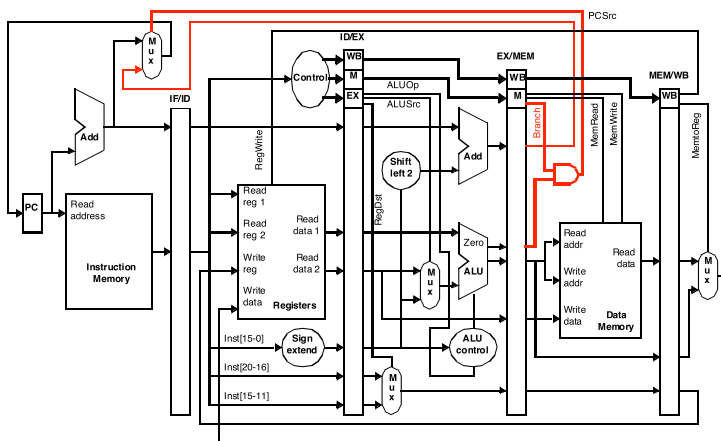 PCSrc
M
u
x
ID/EX
EX/MEM
MEM/WB
IF/ID
Control
WB
M
EX
ALUOp
ALUSrc
WB
M
WB
Add
RegWrite
Branch
MemRead
MemWrite
MemtoReg
Add
Shift
left 2
RegDst
PC
Read
address
Instruction
Memory
Read
reg 1
Read
reg 2
Write
reg
Write
data
Read
data 1
Read
data 2
Registers
Zero
ALU
M
u
x
Read
addr
Write
addr
Write
data
Read
data
Data
Memory
M
u
x
Inst[15-0]
Sign
extend
ALU
control
Inst[20-16]
Inst[15-11]
M
u
x